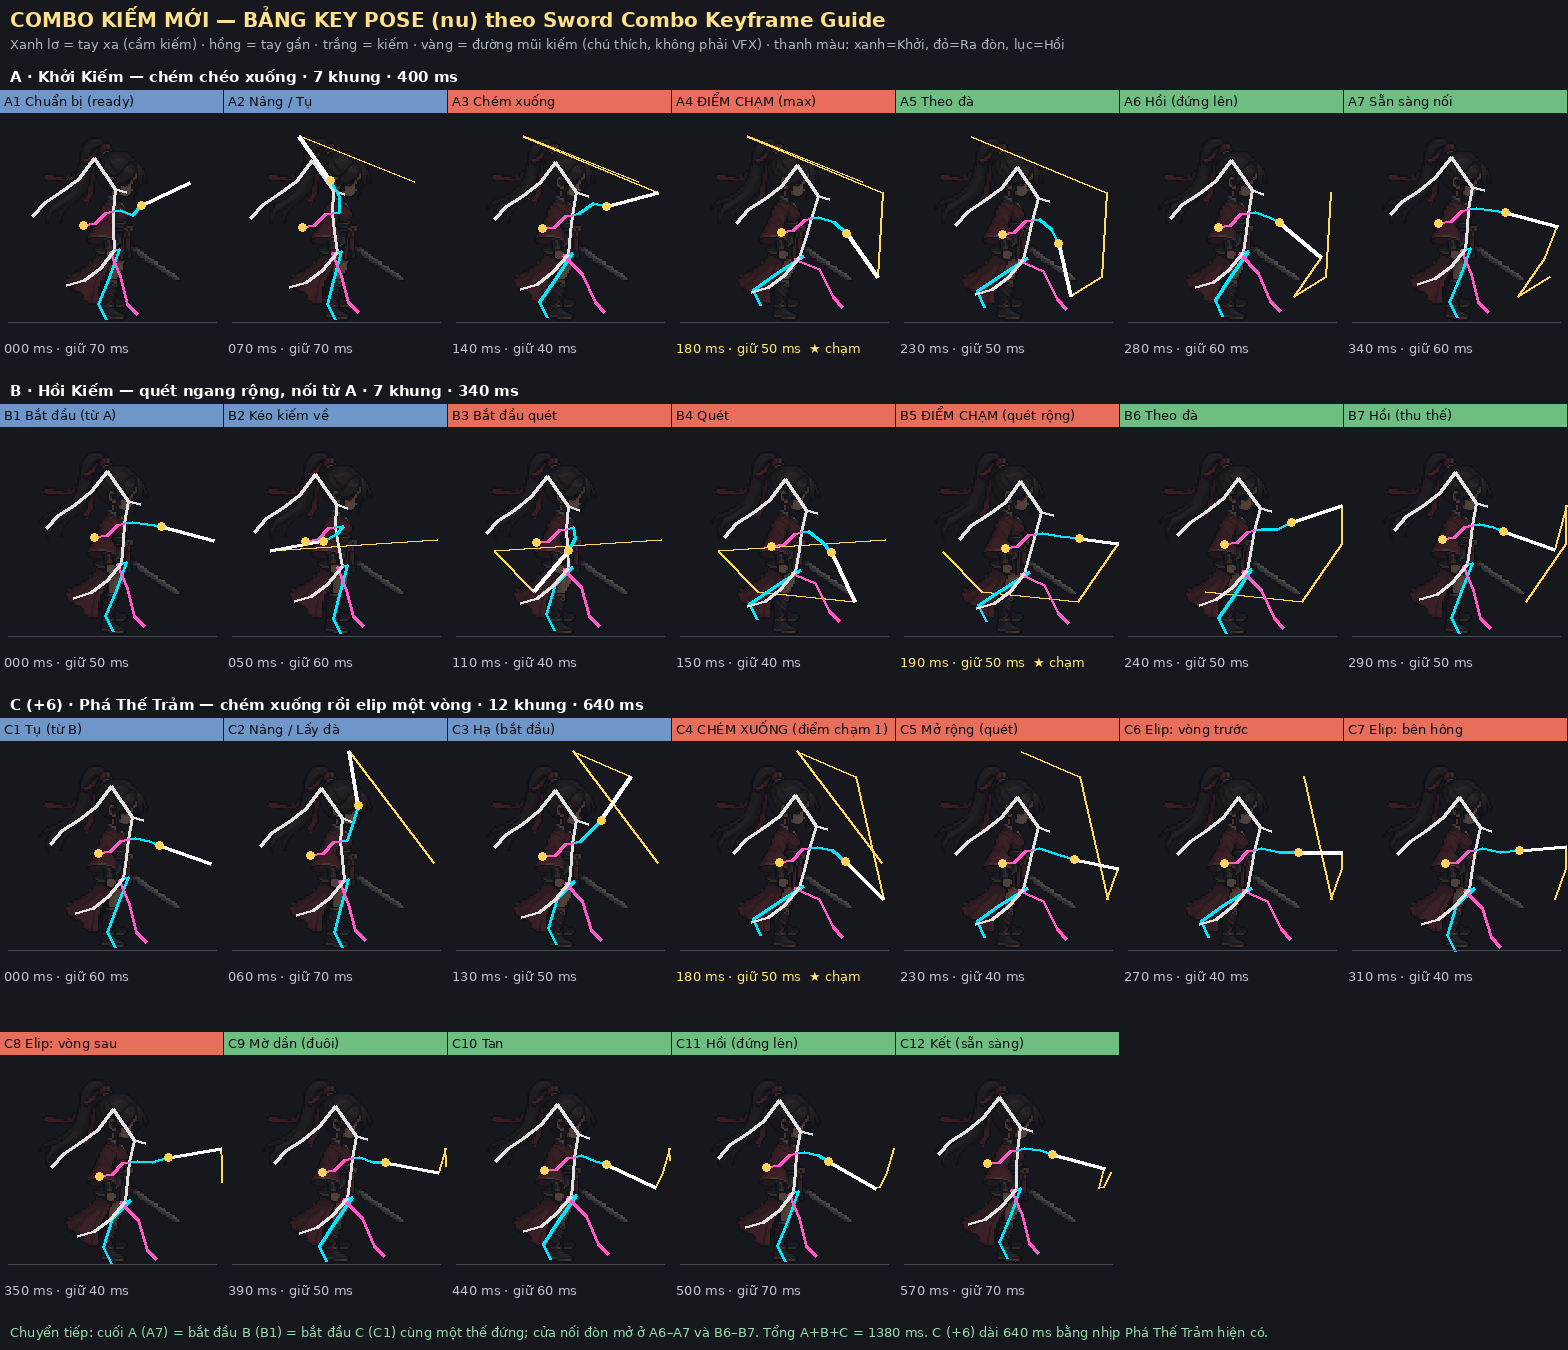 COMBO KIẾM MỚI — BẢNG KEY POSE (nu) theo Sword Combo Keyframe Guide
Xanh lơ = tay xa (cầm kiếm) · hồng = tay gần · trắng = kiếm · vàng = đường mũi kiếm (chú thích, không phải VFX) · thanh màu: xanh=Khởi, đỏ=Ra đòn, lục=Hồi
A · Khởi Kiếm — chém chéo xuống · 7 khung · 400 ms
A1 Chuẩn bị (ready) A2 Nâng / Tụ A3 Chém xuống A4 ĐIỂM CHẠM (max) A5 Theo đà A6 Hồi (đứng lên) A7 Sẵn sàng nối
000 ms · giữ 70 ms 070 ms · giữ 70 ms 140 ms · giữ 40 ms 180 ms · giữ 50 ms ★ chạm 230 ms · giữ 50 ms 280 ms · giữ 60 ms 340 ms · giữ 60 ms
B · Hồi Kiếm — quét ngang rộng, nối từ A · 7 khung · 340 ms
B1 Bắt đầu (từ A) B2 Kéo kiếm về B3 Bắt đầu quét B4 Quét B5 ĐIỂM CHẠM (quét rộng) B6 Theo đà B7 Hồi (thu thế)
000 ms · giữ 50 ms 050 ms · giữ 60 ms 110 ms · giữ 40 ms 150 ms · giữ 40 ms 190 ms · giữ 50 ms ★ chạm 240 ms · giữ 50 ms 290 ms · giữ 50 ms
C (+6) · Phá Thế Trảm — chém xuống rồi elip một vòng · 12 khung · 640 ms
C1 Tụ (từ B) C2 Nâng / Lấy đà C3 Hạ (bắt đầu) C4 CHÉM XUỐNG (điểm chạm 1) C5 Mở rộng (quét) C6 Elip: vòng trước C7 Elip: bên hông
000 ms · giữ 60 ms 060 ms · giữ 70 ms 130 ms · giữ 50 ms 180 ms · giữ 50 ms ★ chạm 230 ms · giữ 40 ms 270 ms · giữ 40 ms 310 ms · giữ 40 ms
C8 Elip: vòng sau C9 Mờ dần (đuôi) C10 Tan C11 Hồi (đứng lên) C12 Kết (sẵn sàng)
350 ms · giữ 40 ms 390 ms · giữ 50 ms 440 ms · giữ 60 ms 500 ms · giữ 70 ms 570 ms · giữ 70 ms
Chuyển tiếp: cuối A (A7) = bắt đầu B (B1) = bắt đầu C (C1) cùng một thế đứng; cửa nối đòn mở ở A6–A7 và B6–B7. Tổng A+B+C = 1380 ms. C (+6) dài 640 ms bằng nhịp Phá Thế Trảm hiện có.